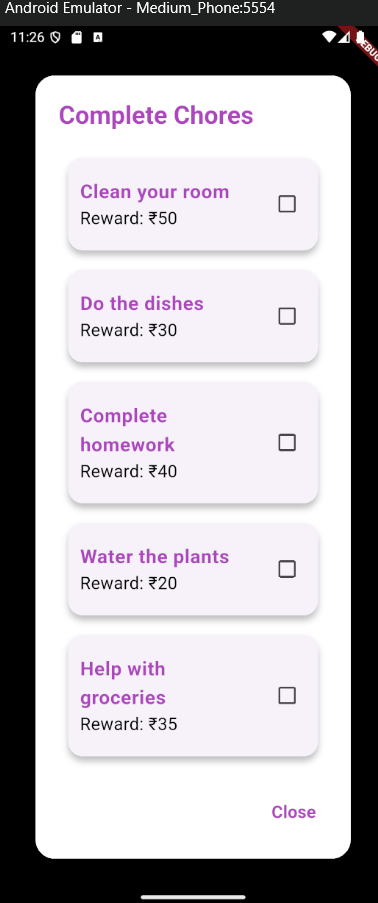 Android Emulator - Medium_Phone:5554
11:26
A
Complete Chores
Clean your room
Reward: ₹50
Do the dishes
Reward: ₹30
Complete
homework
Reward: ₹40
Water the plants
Reward: ₹20
Help with
groceries
Reward: ₹35
Close